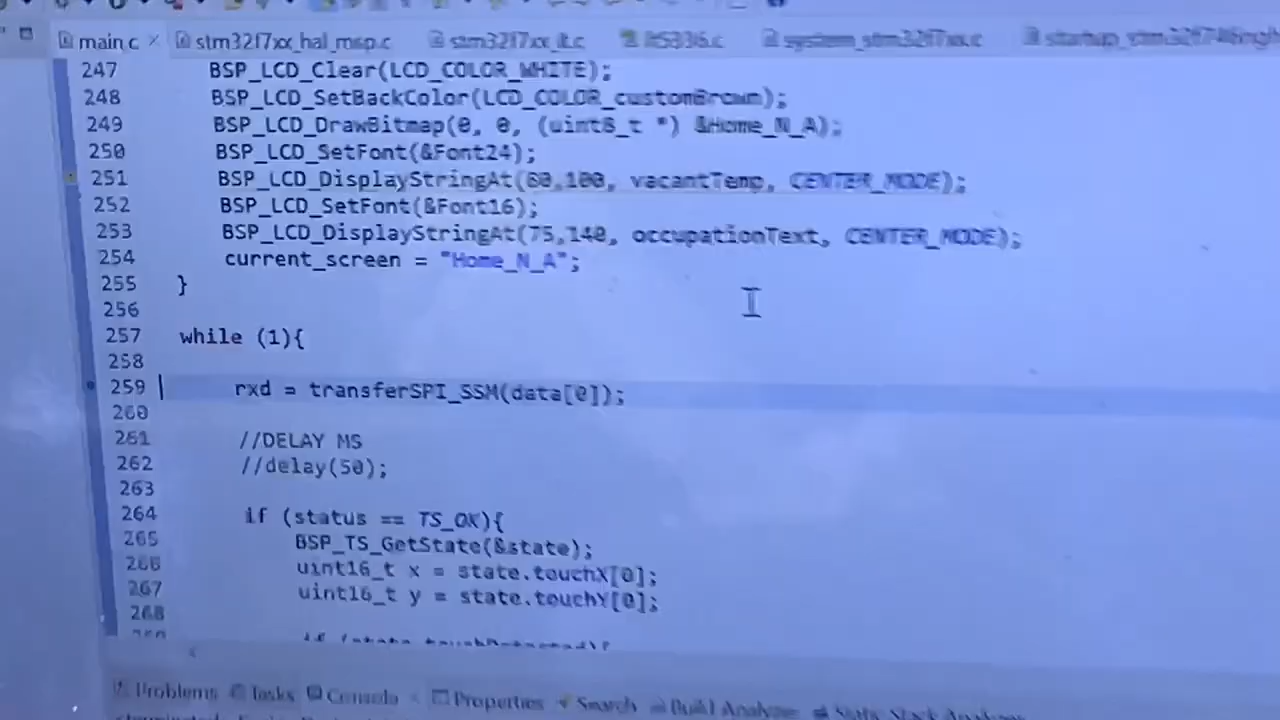 main.c stm32f7xx_hal_msp.c stm32f7xx_it.c system_stm32f7xx.c
247 BSP_LCD_Clear(LCD_COLOR_WHITE);
248 BSP_LCD_SetBackColor(LCD_COLOR_customBrown);
249 BSP_LCD_DrawBitmap(0, 0, (uint8_t *) &Home_N_A);
250 BSP_LCD_SetFont(&Font24);
251 BSP_LCD_DisplayStringAt(80,100, vacantTemp, CENTER_MODE);
252 BSP_LCD_SetFont(&Font16);
253 BSP_LCD_DisplayStringAt(75,140, occupationText, CENTER_MODE);
254 current_screen = "Home_N_A";
255 }
256
257 while (1){
258
259 rxd = transferSPI_SSM(data[0]);
260
261 //DELAY MS
262 //delay(50);
263
264 if (status == TS_OK){
265 BSP_TS_GetState(&state);
266 uint16_t x = state.touchX[0];
267 uint16_t y = state.touchY[0];
268
Problems Tasks Console Properties Search Build Analyzer Static Stack Analyzer